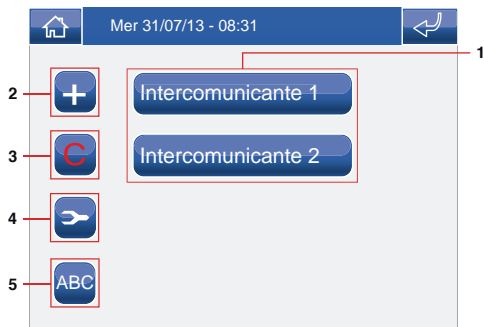 Mer 31/07/13 - 08:31
1
2
Intercomunicante 1
3
C
Intercomunicante 2
4
5
ABC